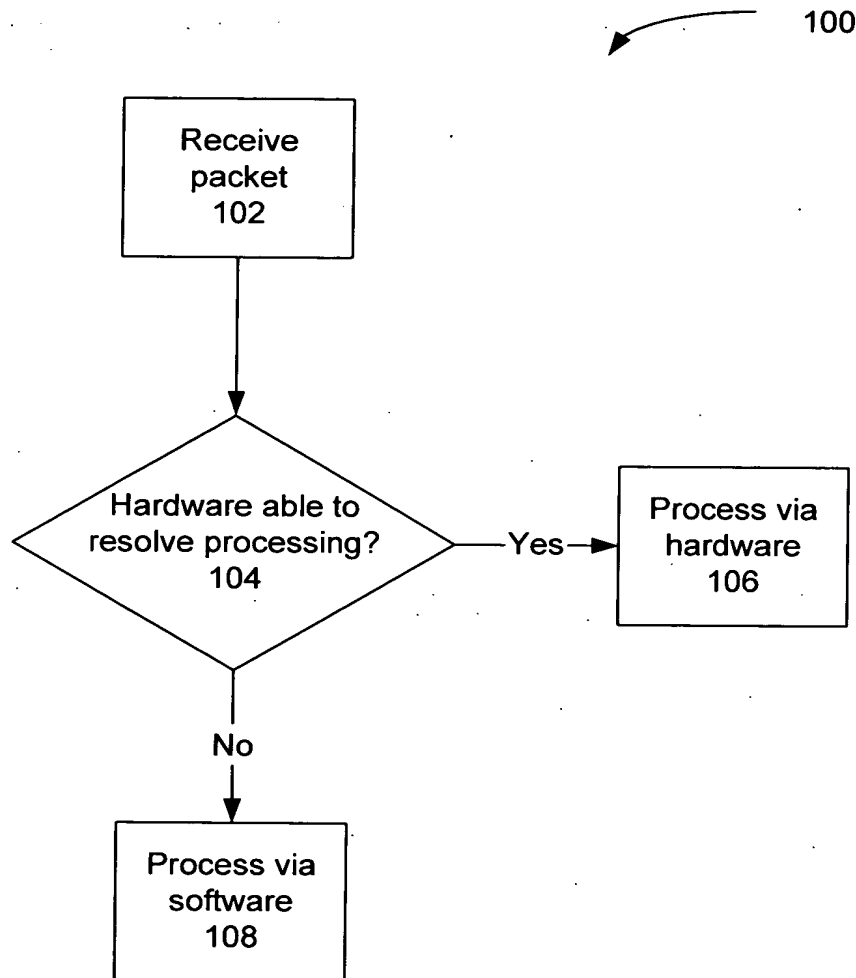 100
Receive
packet
102
Hardware able to
resolve processing?
104
Yes
Process via
hardware
106
No
Process via
software
108